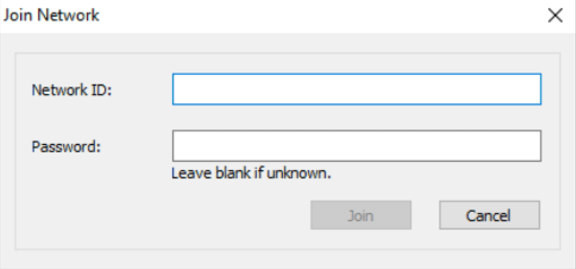 Join Network
Network ID:
Password:
Leave blank if unknown.
Join Cancel